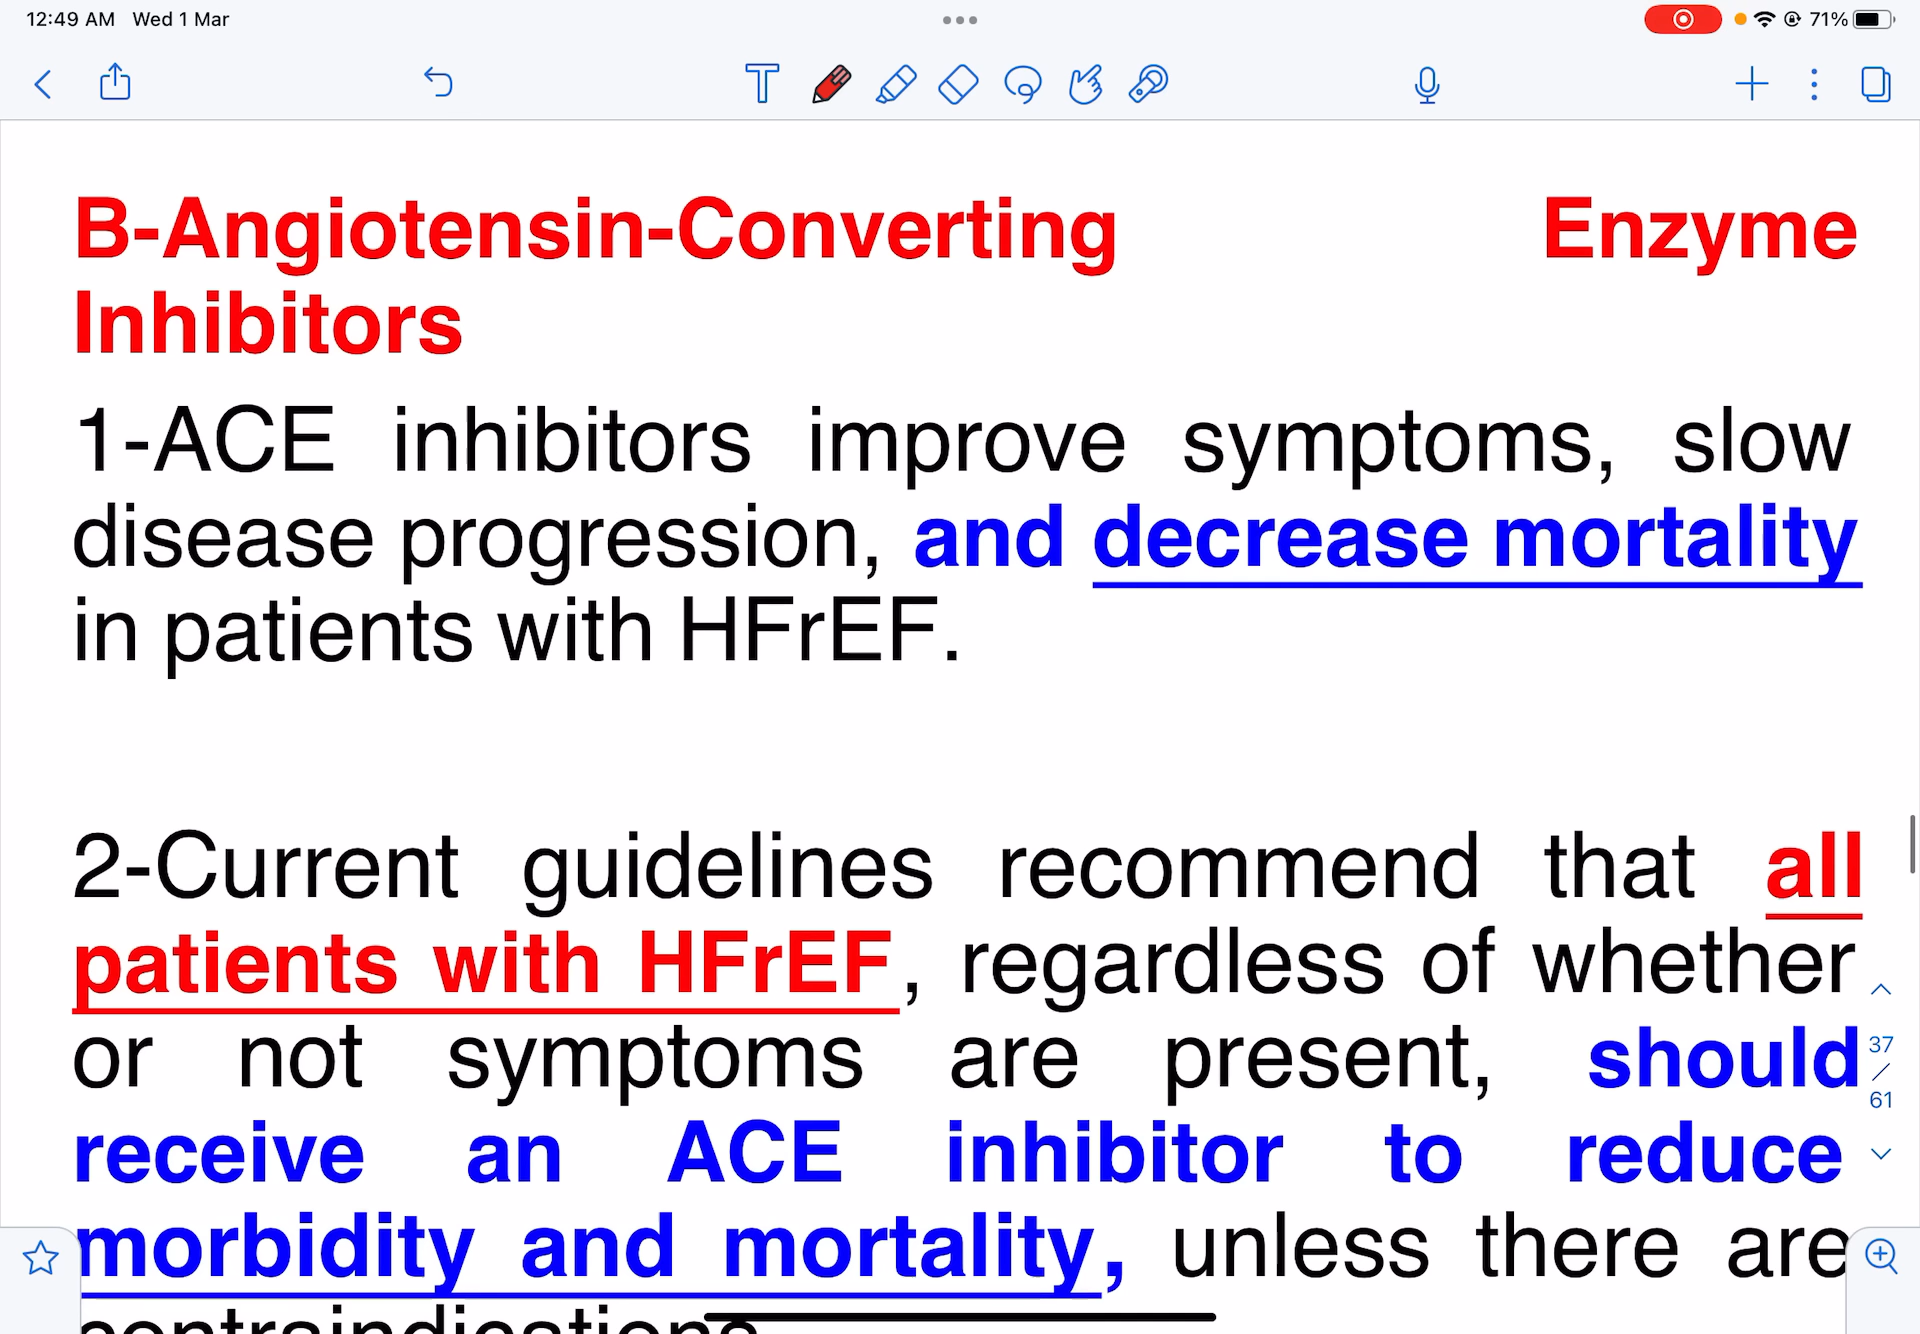 12:49 AM Wed 1 Mar
71%
B-Angiotensin-Converting Enzyme
Inhibitors
1-ACE inhibitors improve symptoms, slow
disease progression, and decrease mortality
in patients with HFrEF.
2-Current guidelines recommend that all
patients with HFrEF, regardless of whether
or not symptoms are present, should
receive an ACE inhibitor to reduce
morbidity and mortality, unless there are
contraindications
37
/
61